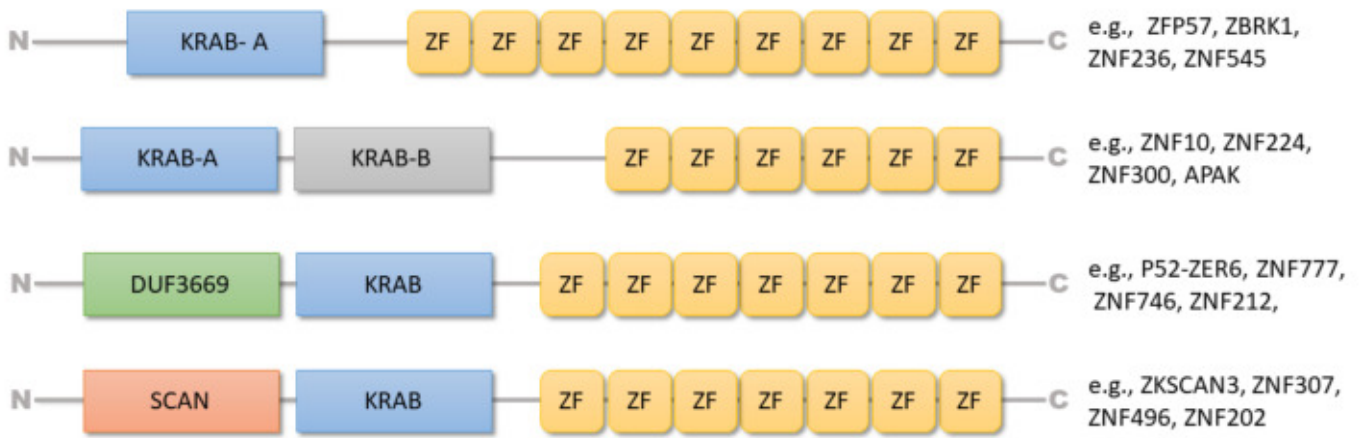 N KRAB- A ZF ZF ZF ZF ZF ZF ZF ZF ZF C e.g., ZFP57, ZBRK1,
ZNF236, ZNF545
N KRAB-A KRAB-B ZF ZF ZF ZF ZF ZF C e.g., ZNF10, ZNF224,
ZNF300, APAK
N DUF3669 KRAB ZF ZF ZF ZF ZF ZF ZF C e.g., P52-ZER6, ZNF777,
ZNF746, ZNF212,
N SCAN KRAB ZF ZF ZF ZF ZF ZF ZF C e.g., ZKSCAN3, ZNF307,
ZNF496, ZNF202